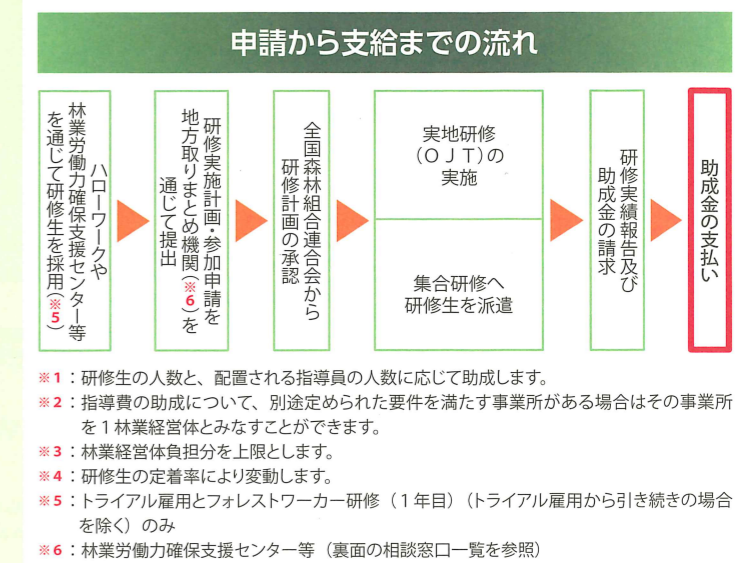 申請から支給までの流れ
ハローワークや
林業労働力確保支援センター等
を通じて研修生を採用(※5)
研修実施計画・参加申請を
地方取りまとめ機関(※6)を
通じて提出
全国森林組合連合会から
研修計画の承認
実地研修
(OJT)の
実施
集合研修へ
研修生を派遣
研修実績報告及び
助成金の請求
助成金の支払い
※1：研修生の人数と、配置される指導員の人数に応じて助成します。
※2：指導費の助成について、別途定められた要件を満たす事業所がある場合はその事業所
を1林業経営体とみなすことができます。
※3：林業経営体負担分を上限とします。
※4：研修生の定着率により変動します。
※5：トライアル雇用とフォレストワーカー研修（1年目）（トライアル雇用から引き続きの場合
を除く）のみ
※6：林業労働力確保支援センター等（裏面の相談窓口一覧を参照）